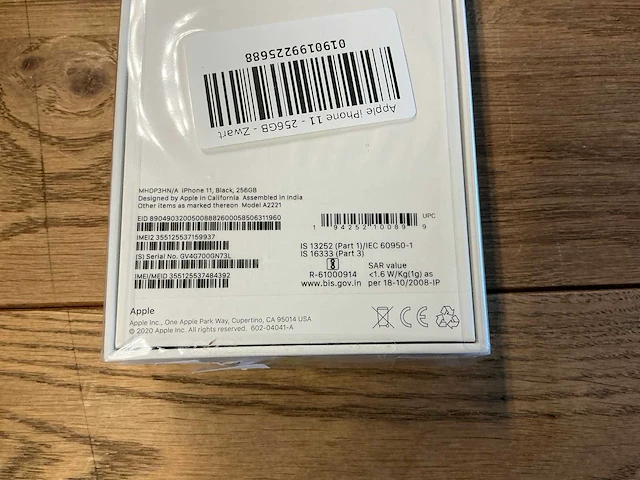 Apple iPhone 11 - 256GB - Zwart
0190199225688
MHDP3HN/A iPhone 11, Black, 256GB
Designed by Apple in California Assembled in India
Other items as marked thereon Model A2221
EID 89049032005008882600058506311960
IMEI2 355125537159937
(S) Serial No. GV4G700GN73L
IMEI/MEID 355125537484392
UPC
1 94252 10089 9
IS 13252 (Part 1)/IEC 60950-1
IS 16333 (Part 3)
R-61000914
www.bis.gov.in
SAR value
<1.6 W/Kg(1g) as
per 18-10/2008-IP
Apple
Apple Inc., One Apple Park Way, Cupertino, CA 95014 USA
© 2020 Apple Inc. All rights reserved. 602-04041-A
CE